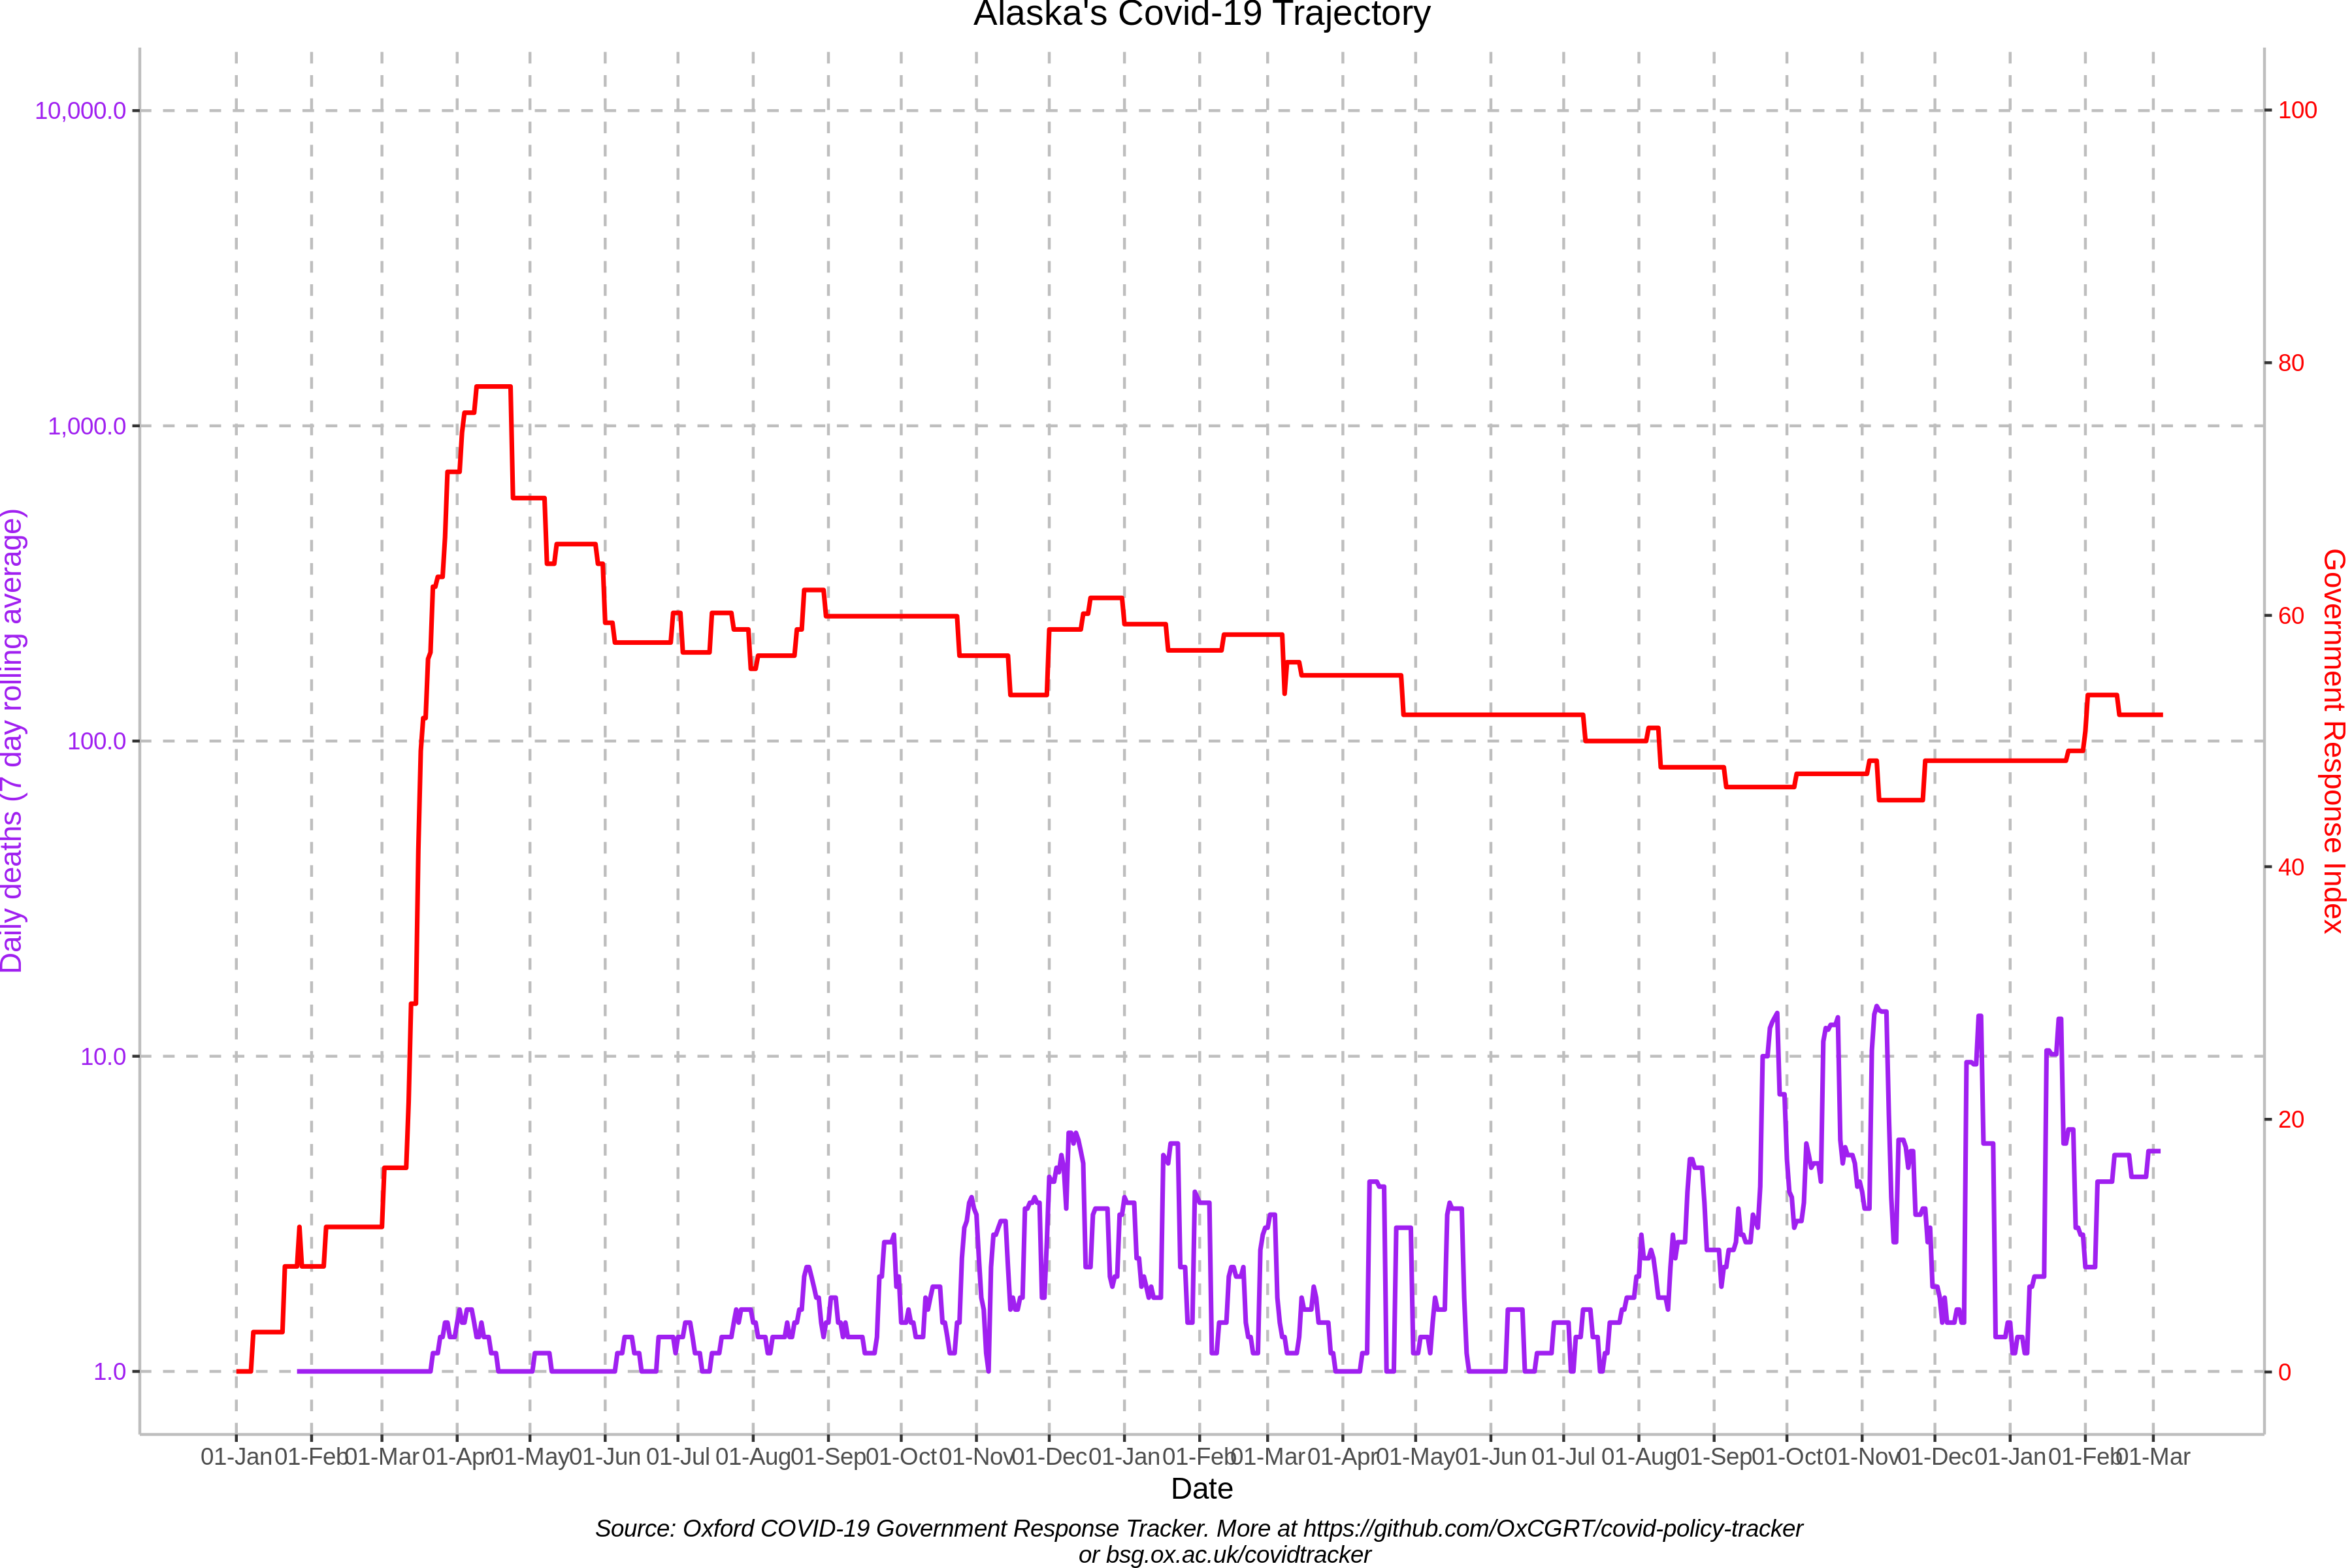 Alaska's Covid-19 Trajectory
10,000.0
1,000.0
100.0
10.0
1.0
Daily deaths (7 day rolling average)
100
80
60
40
20
0
Government Response Index
01-Jan 01-Feb 01-Mar 01-Apr 01-May 01-Jun 01-Jul 01-Aug 01-Sep 01-Oct 01-Nov 01-Dec 01-Jan 01-Feb 01-Mar 01-Apr 01-May 01-Jun 01-Jul 01-Aug 01-Sep 01-Oct 01-Nov 01-Dec 01-Jan 01-Feb 01-Mar
Date
Source: Oxford COVID-19 Government Response Tracker. More at https://github.com/OxCGRT/covid-policy-tracker
or bsg.ox.ac.uk/covidtracker